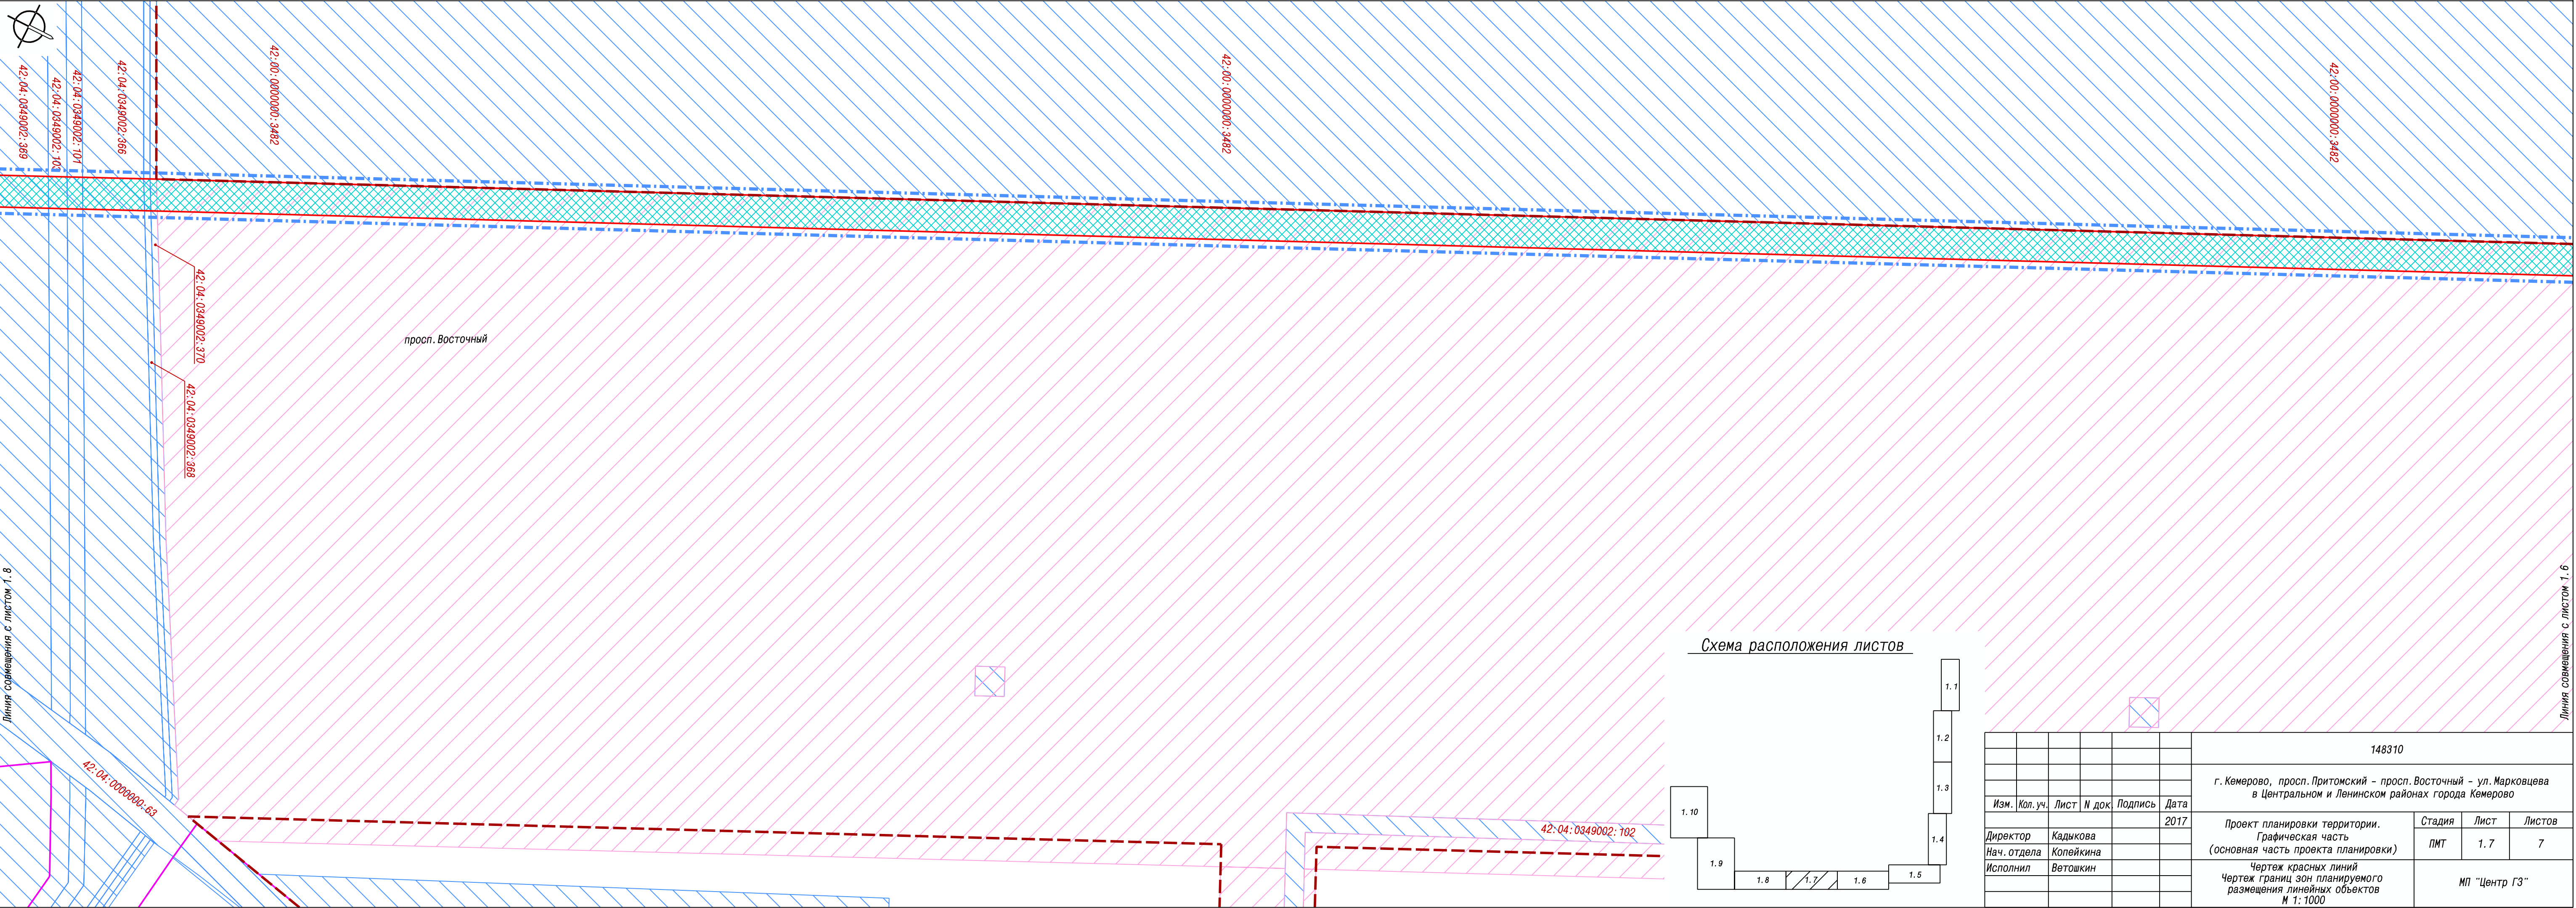 42:04:0349002:369
42:04:0349002:101
42:04:0349002:366
42:00:0000000:3482
42:00:0000000:3482
42:00:0000000:3482
42:04:0349002:370
42:04:0349002:368
просп.Восточный
Линия совмещения с листом 1.8
Линия совмещения с листом 1.6
42:04:0000000:63
42:04:0349002:102
Схема расположения листов
1.1
1.2
1.3
1.4
1.5
1.6
1.7
1.8
1.9
1.10
148310
г.Кемерово, просп.Притомский - просп.Восточный - ул.Марковцева
в Центральном и Ленинском районах города Кемерово
Изм. Кол.уч. Лист N док Подпись Дата
2017
Директор Кадыкова
Нач.отдела Копейкина
Исполнил Ветошкин
Проект планировки территории.
Графическая часть
(основная часть проекта планировки)
Стадия Лист Листов
ПМТ 1.7 7
Чертеж красных линий
Чертеж границ зон планируемого
размещения линейных объектов
М 1:1000
МП "Центр ГЗ"